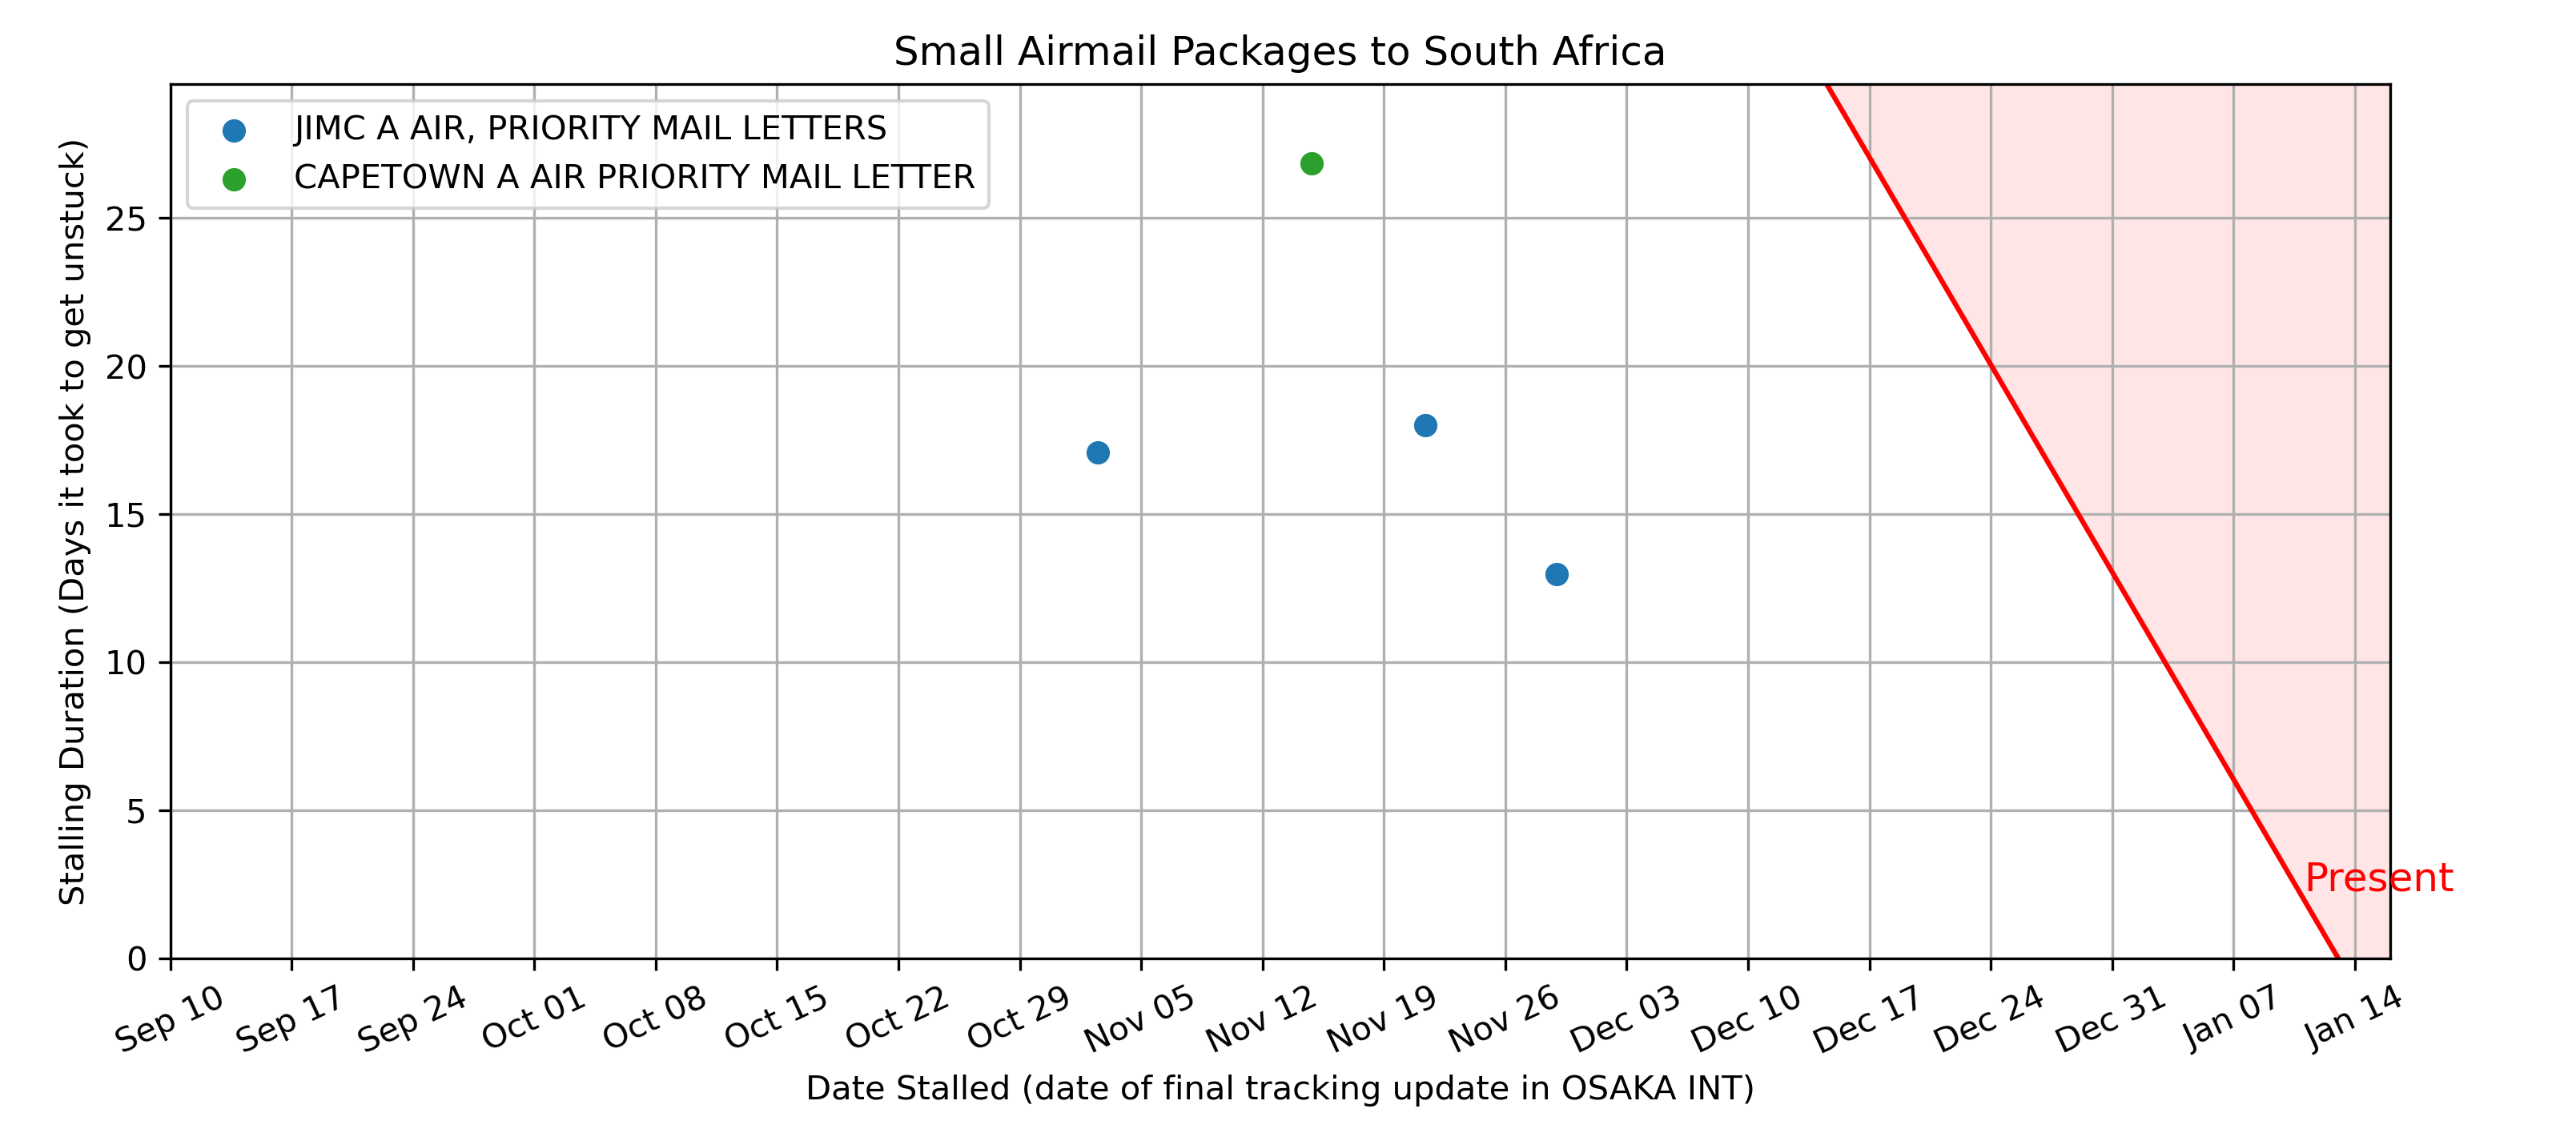 Small Airmail Packages to South Africa
JIMC A AIR, PRIORITY MAIL LETTERS
CAPETOWN A AIR PRIORITY MAIL LETTER
Stalling Duration (Days it took to get unstuck)
25
20
15
10
5
0
Present
Sep 10 Sep 17 Sep 24 Oct 01 Oct 08 Oct 15 Oct 22 Oct 29 Nov 05 Nov 12 Nov 19 Nov 26 Dec 03 Dec 10 Dec 17 Dec 24 Dec 31 Jan 07 Jan 14
Date Stalled (date of final tracking update in OSAKA INT)